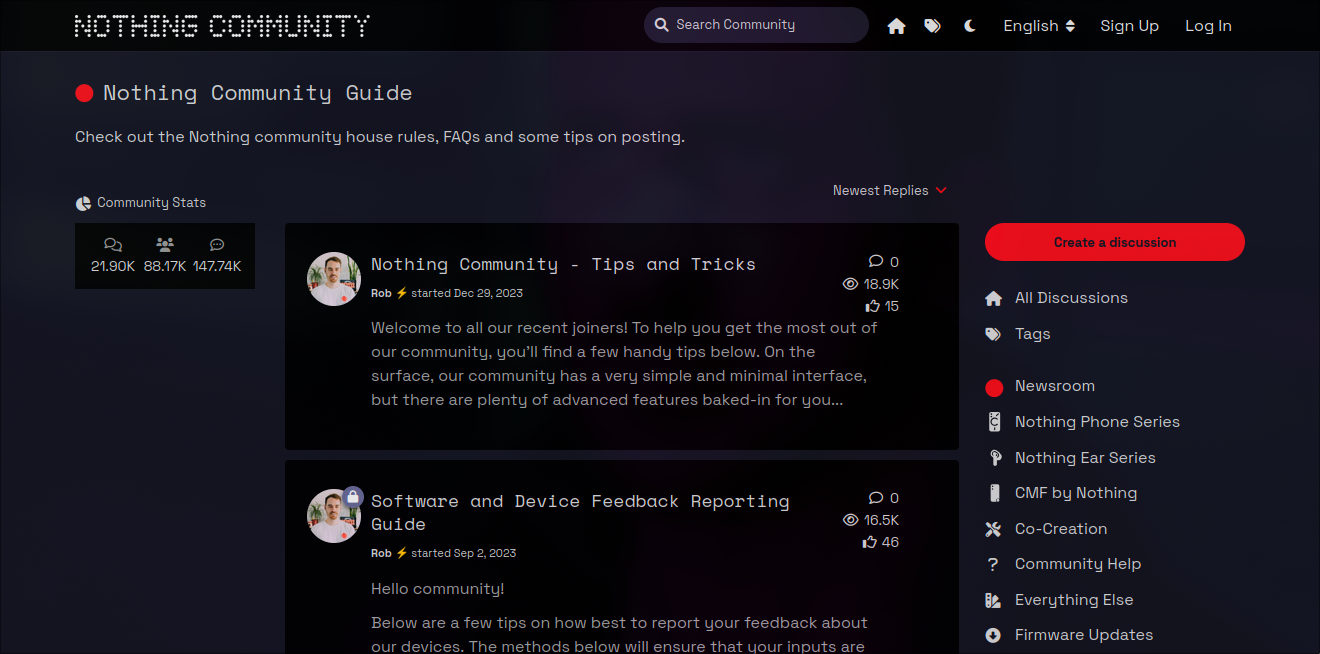 NOTHING COMMUNITY
Search Community
English
Sign Up
Log In
Nothing Community Guide
Check out the Nothing community house rules, FAQs and some tips on posting.
Community Stats
21.90K 88.17K 147.74K
Newest Replies
Nothing Community - Tips and Tricks
Rob ⚡ started Dec 29, 2023
0
18.9K
15
Welcome to all our recent joiners! To help you get the most out of
our community, you'll find a few handy tips below. On the
surface, our community has a very simple and minimal interface,
but there are plenty of advanced features baked-in for you...
Software and Device Feedback Reporting
Guide
Rob ⚡ started Sep 2, 2023
0
16.5K
46
Hello community!
Below are a few tips on how best to report your feedback about
our devices. The methods below will ensure that your inputs are
Create a discussion
All Discussions
Tags
Newsroom
Nothing Phone Series
Nothing Ear Series
CMF by Nothing
Co-Creation
? Community Help
Everything Else
Firmware Updates